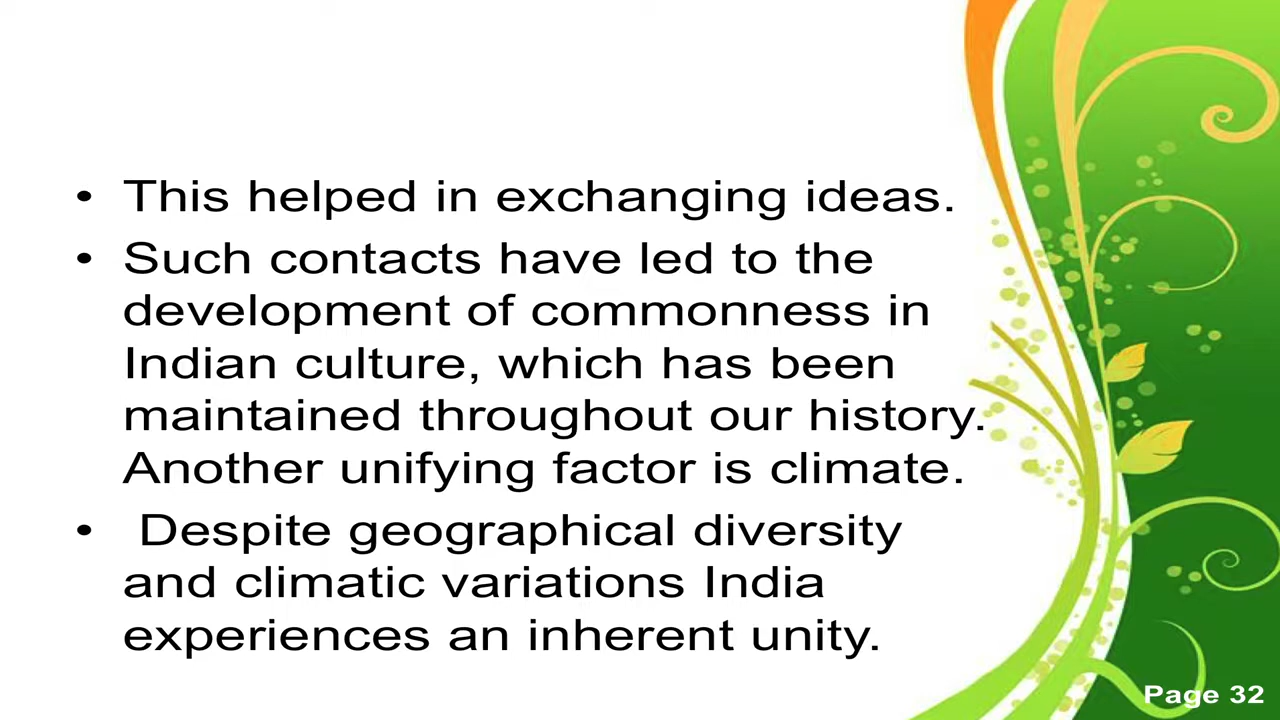 • This helped in exchanging ideas.
• Such contacts have led to the
development of commonness in
Indian culture, which has been
maintained throughout our history.
Another unifying factor is climate.
• Despite geographical diversity
and climatic variations India
experiences an inherent unity.
Page 32